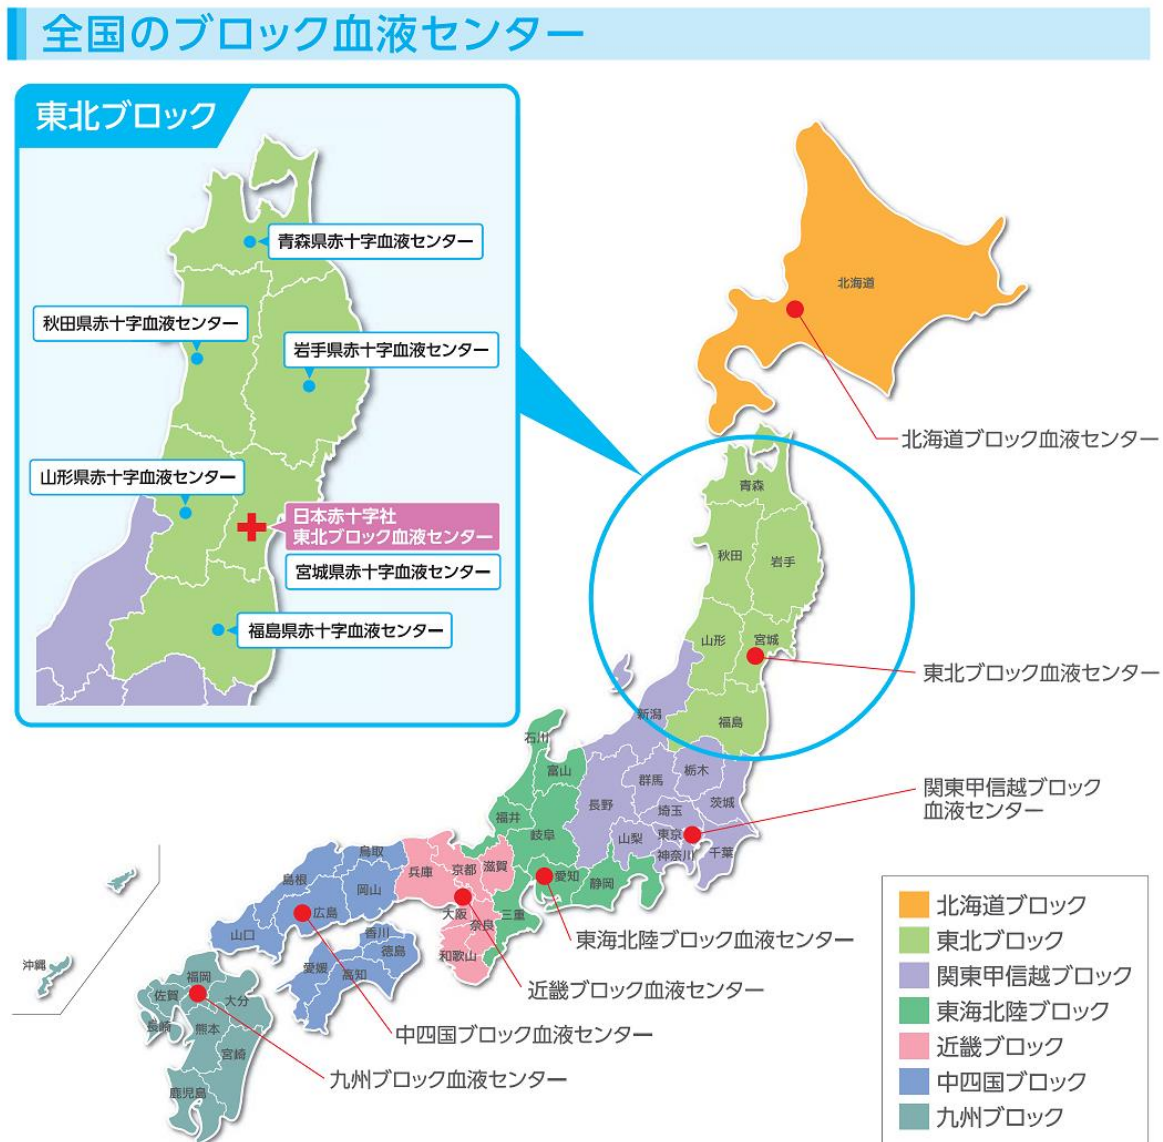 全国のブロック血液センター
東北ブロック
青森県赤十字血液センター
秋田県赤十字血液センター
岩手県赤十字血液センター
山形県赤十字血液センター
日本赤十字社
東北ブロック血液センター
宮城県赤十字血液センター
福島県赤十字血液センター
北海道
北海道ブロック血液センター
青森
秋田
岩手
山形
宮城
東北ブロック血液センター
福島
新潟
石川
富山
群馬
栃木
関東甲信越ブロック
血液センター
長野
茨城
埼玉
福井
岐阜
山梨
東京
神奈川
千葉
鳥取
兵庫
京都
滋賀
愛知
静岡
島根
岡山
広島
大阪
奈良
三重
山口
香川
徳島
和歌山
東海北陸ブロック血液センター
愛媛
高知
近畿ブロック血液センター
沖縄
福岡
佐賀
大分
長崎
熊本
中四国ブロック血液センター
宮崎
九州ブロック血液センター
鹿児島
北海道ブロック
東北ブロック
関東甲信越ブロック
東海北陸ブロック
近畿ブロック
中四国ブロック
九州ブロック